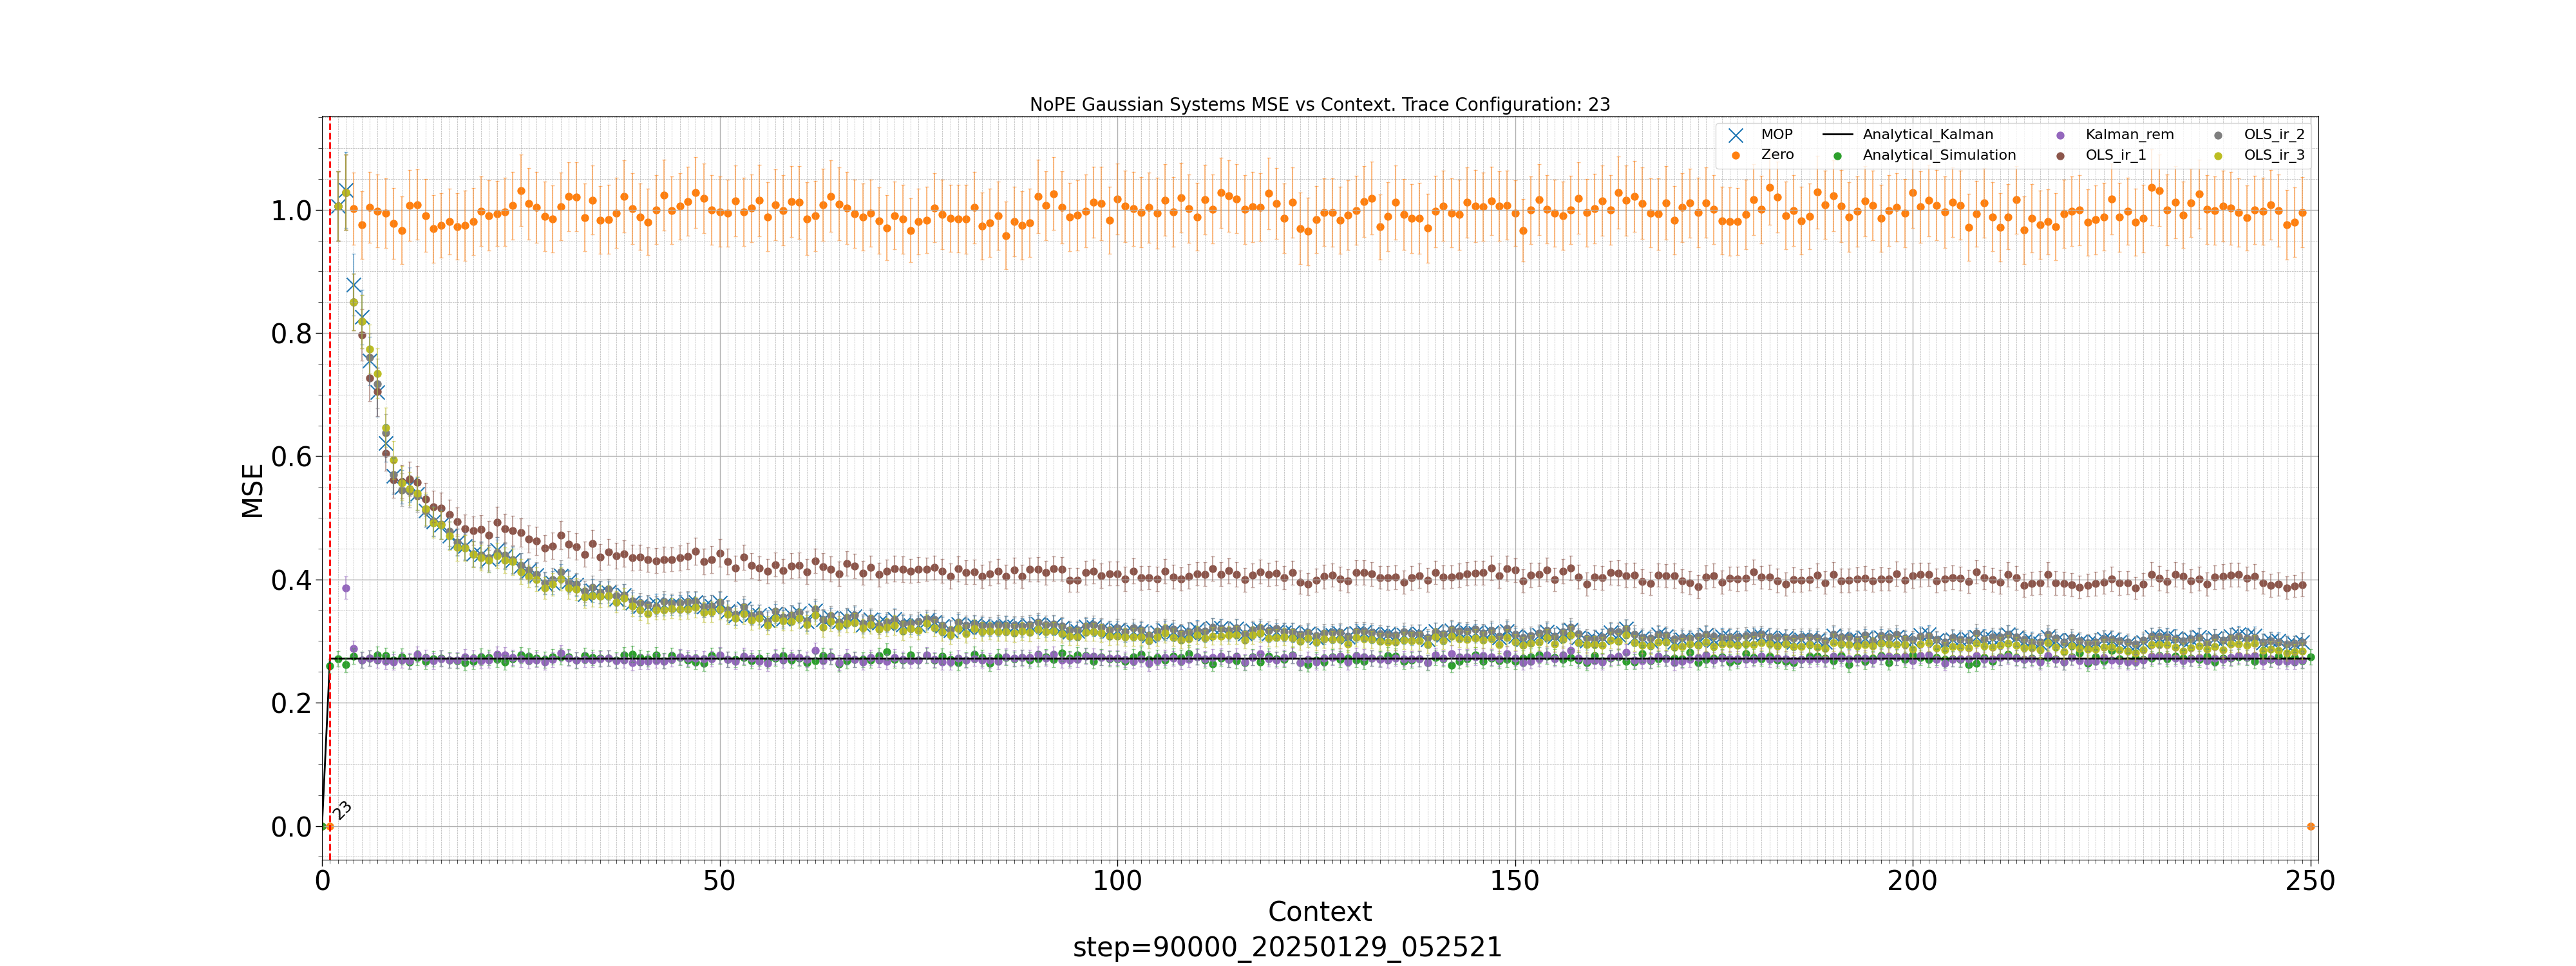 NoPE Gaussian Systems MSE vs Context. Trace Configuration: 23
MOP
Zero
Analytical_Kalman
Analytical_Simulation
Kalman_rem
OLS_ir_1
OLS_ir_2
OLS_ir_3
1.0
0.8
0.6
0.4
0.2
0.0
MSE
23
0
50
100
150
200
250
Context
step=90000_20250129_052521